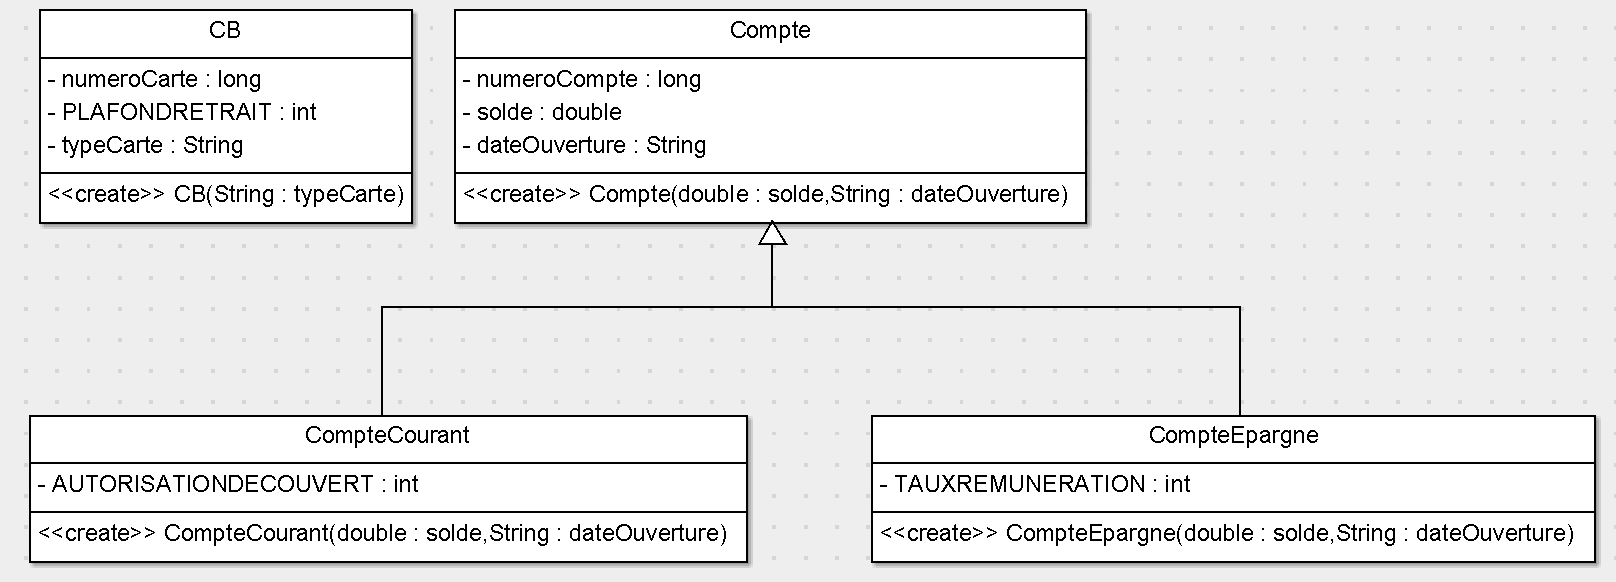 CB
- numeroCarte : long
- PLAFONDRETRAIT : int
- typeCarte : String
<<create>> CB(String : typeCarte)
Compte
- numeroCompte : long
- solde : double
- dateOuverture : String
<<create>> Compte(double : solde,String : dateOuverture)
CompteCourant
- AUTORISATIONDECOUVERT : int
<<create>> CompteCourant(double : solde,String : dateOuverture)
CompteEpargne
- TAUXREMUNERATION : int
<<create>> CompteEpargne(double : solde,String : dateOuverture)